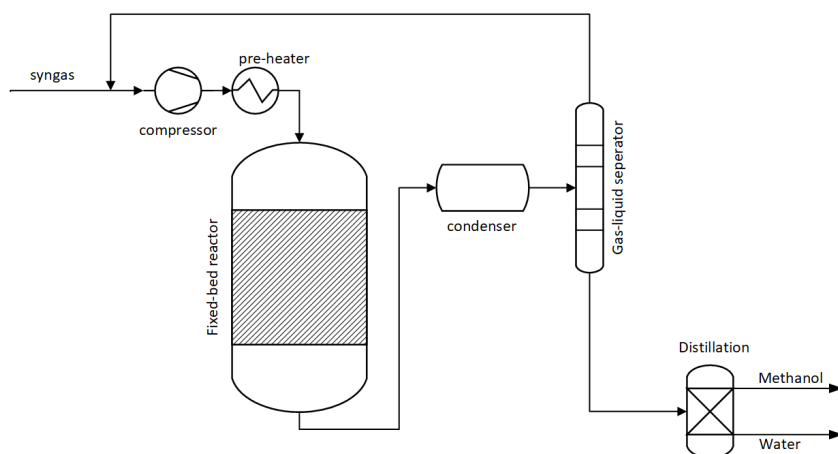 syngas
pre-heater
compressor
Fixed-bed reactor
condenser
Gas-liquid seperator
Distillation
Methanol
Water